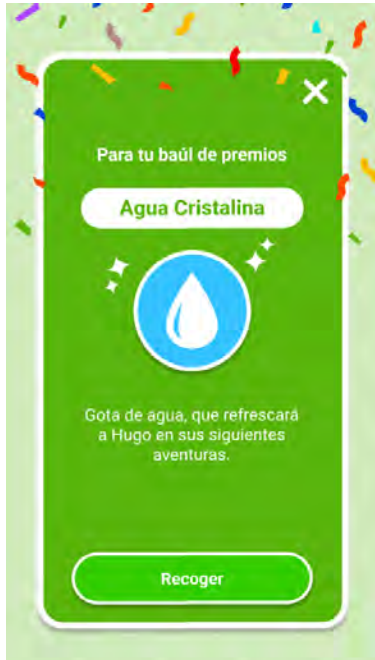 Para tu baúl de premios
Agua Cristalina
Gota de agua, que refrescará
a Hugo en sus siguientes
aventuras.
Recoger